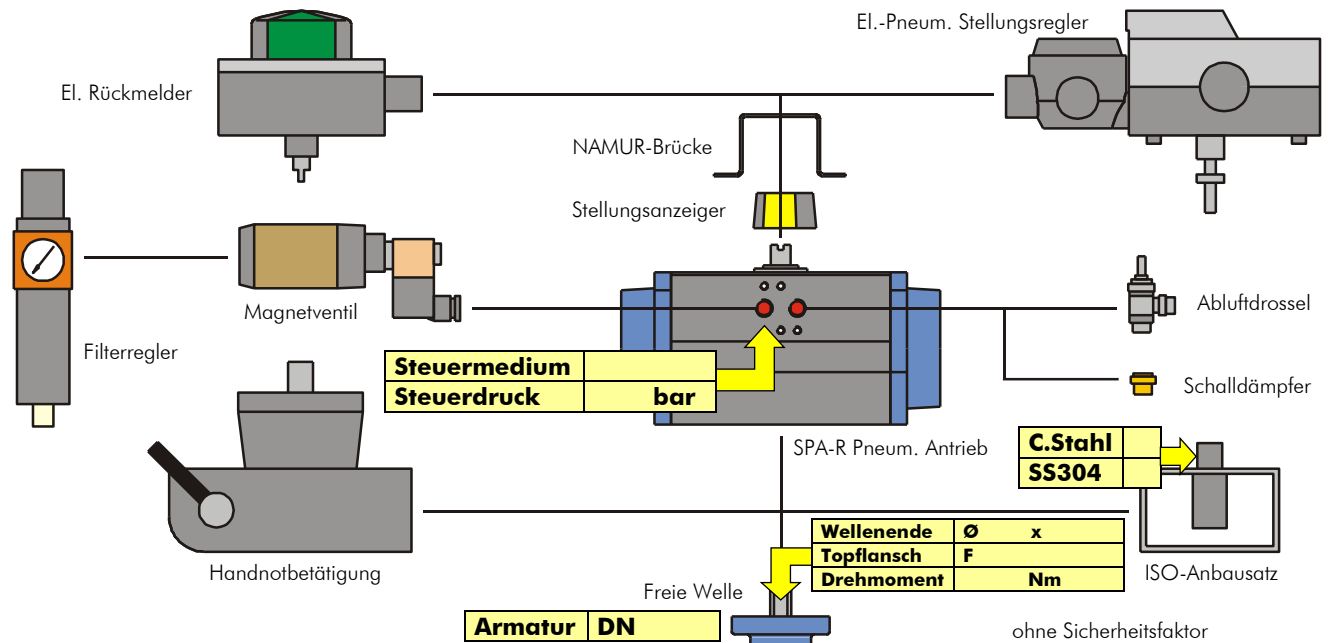 El.-Pneum. Stellungsregler
El. Rückmelder
NAMUR-Brücke
Stellungsanzeiger
Magnetventil
Abluftdrossel
Filterregler
Steuermedium
Steuerdruck bar
Schalldämpfer
SPA-R Pneum. Antrieb
C.Stahl
SS304
Wellenende Ø x
Topflansch F
Drehmoment Nm
Handnotbetätigung
ISO-Anbausatz
Freie Welle
Armatur DN
ohne Sicherheitsfaktor